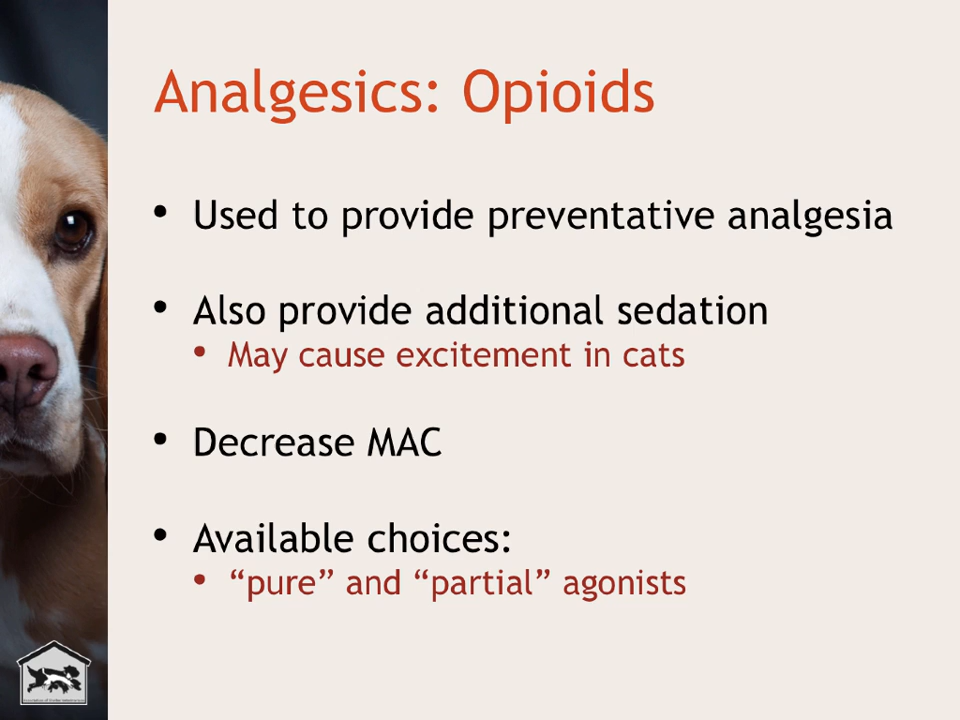 Analgesics: Opioids
• Used to provide preventative analgesia
• Also provide additional sedation
• May cause excitement in cats
• Decrease MAC
• Available choices:
• “pure” and “partial” agonists